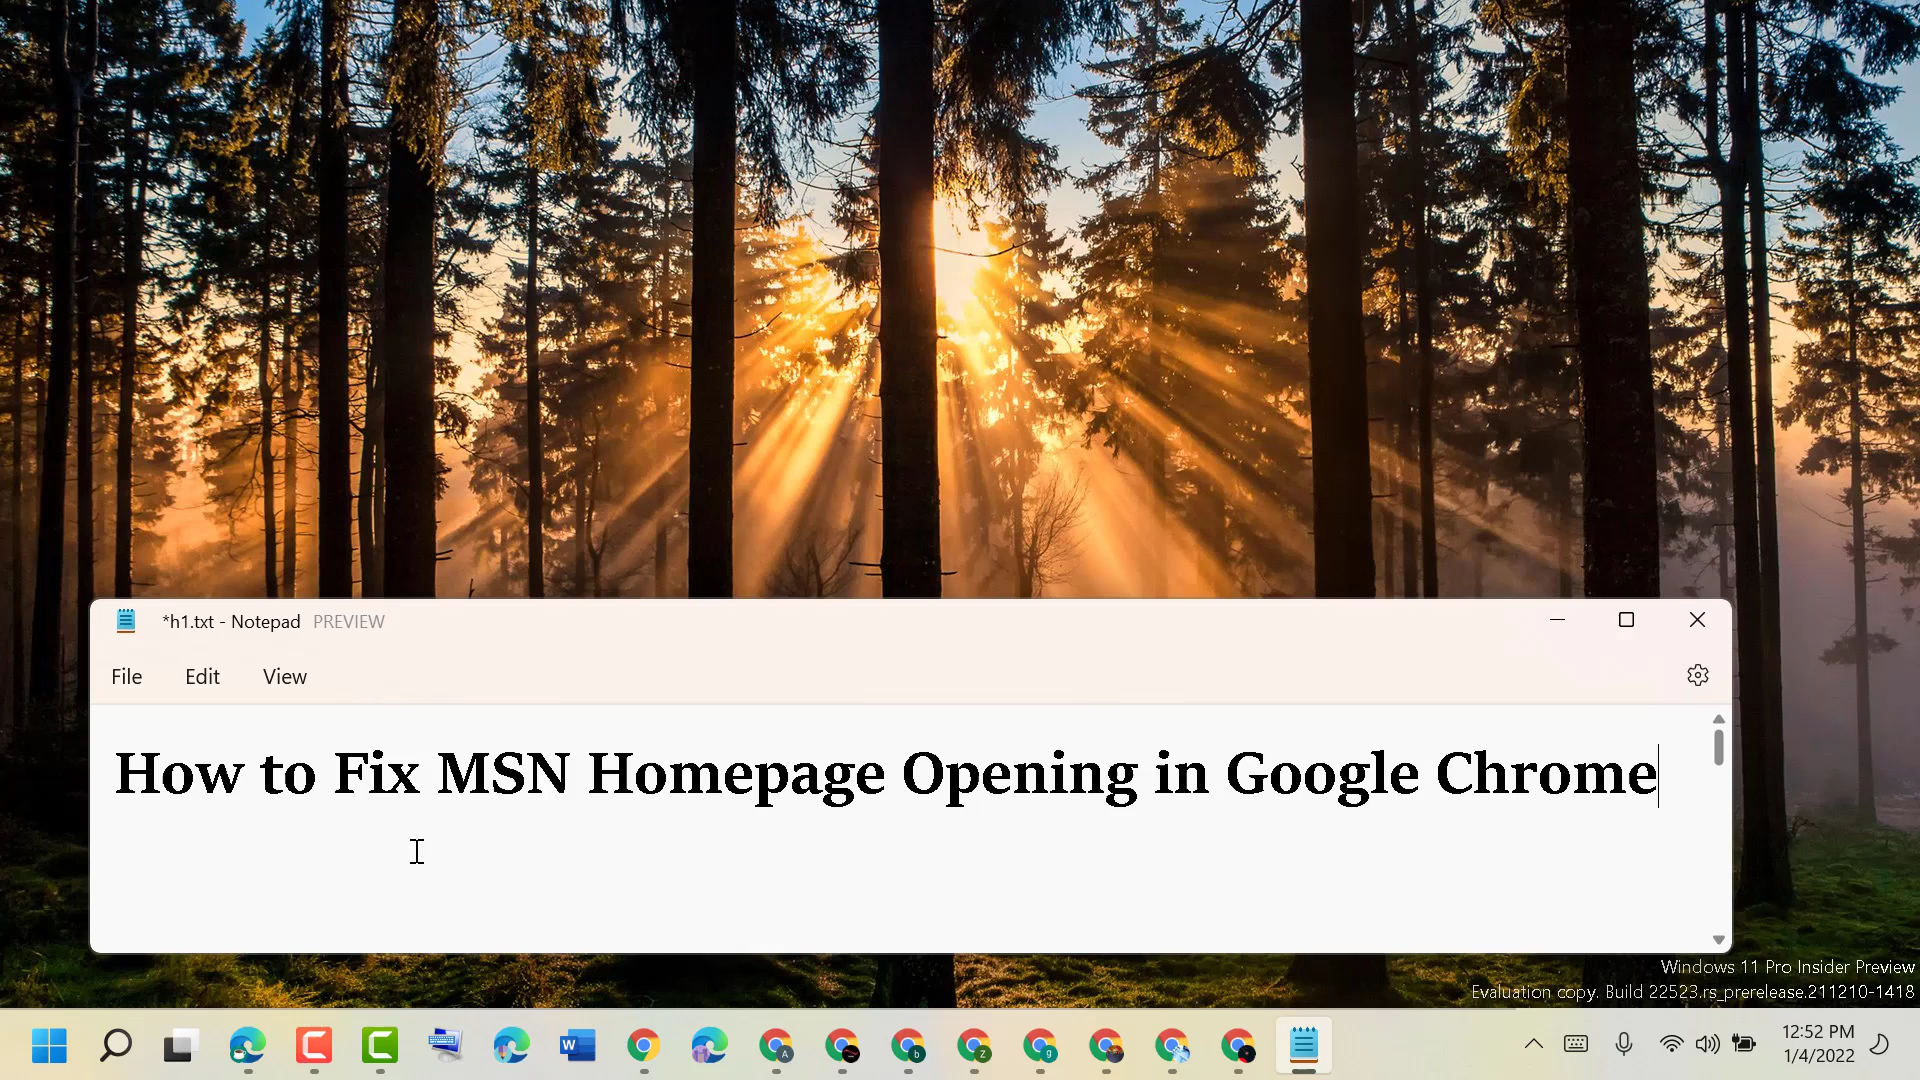 *h1.txt - Notepad PREVIEW
File Edit View
How to Fix MSN Homepage Opening in Google Chrome
Windows 11 Pro Insider Preview
Evaluation copy. Build 22523.rs_prerelease.211210-1418
12:52 PM
1/4/2022